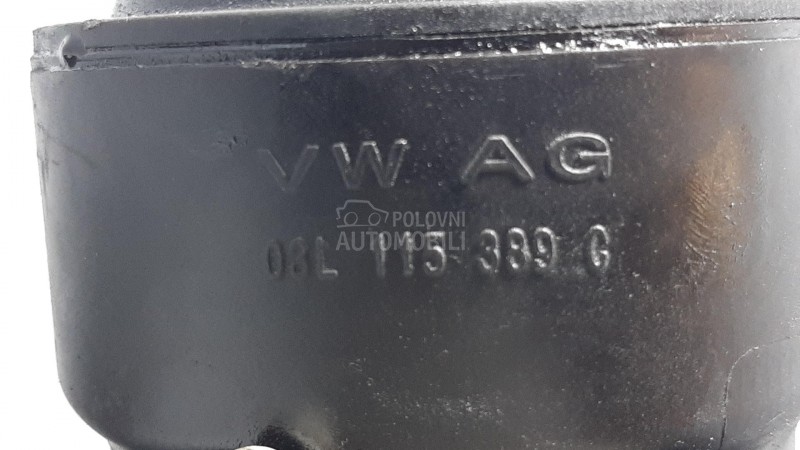 VW AG
POLOVNI
AUTOMOBILI
03L 115 389 G